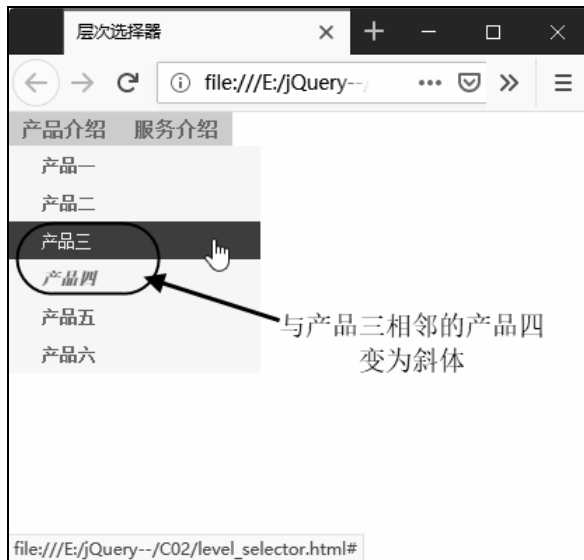 层次选择器
file:///E:/jQuery--/
产品介绍 服务介绍
产品一
产品二
产品三
产品四
产品五
产品六
与产品三相邻的产品四
变为斜体
file:///E:/jQuery--/C02/level_selector.html#